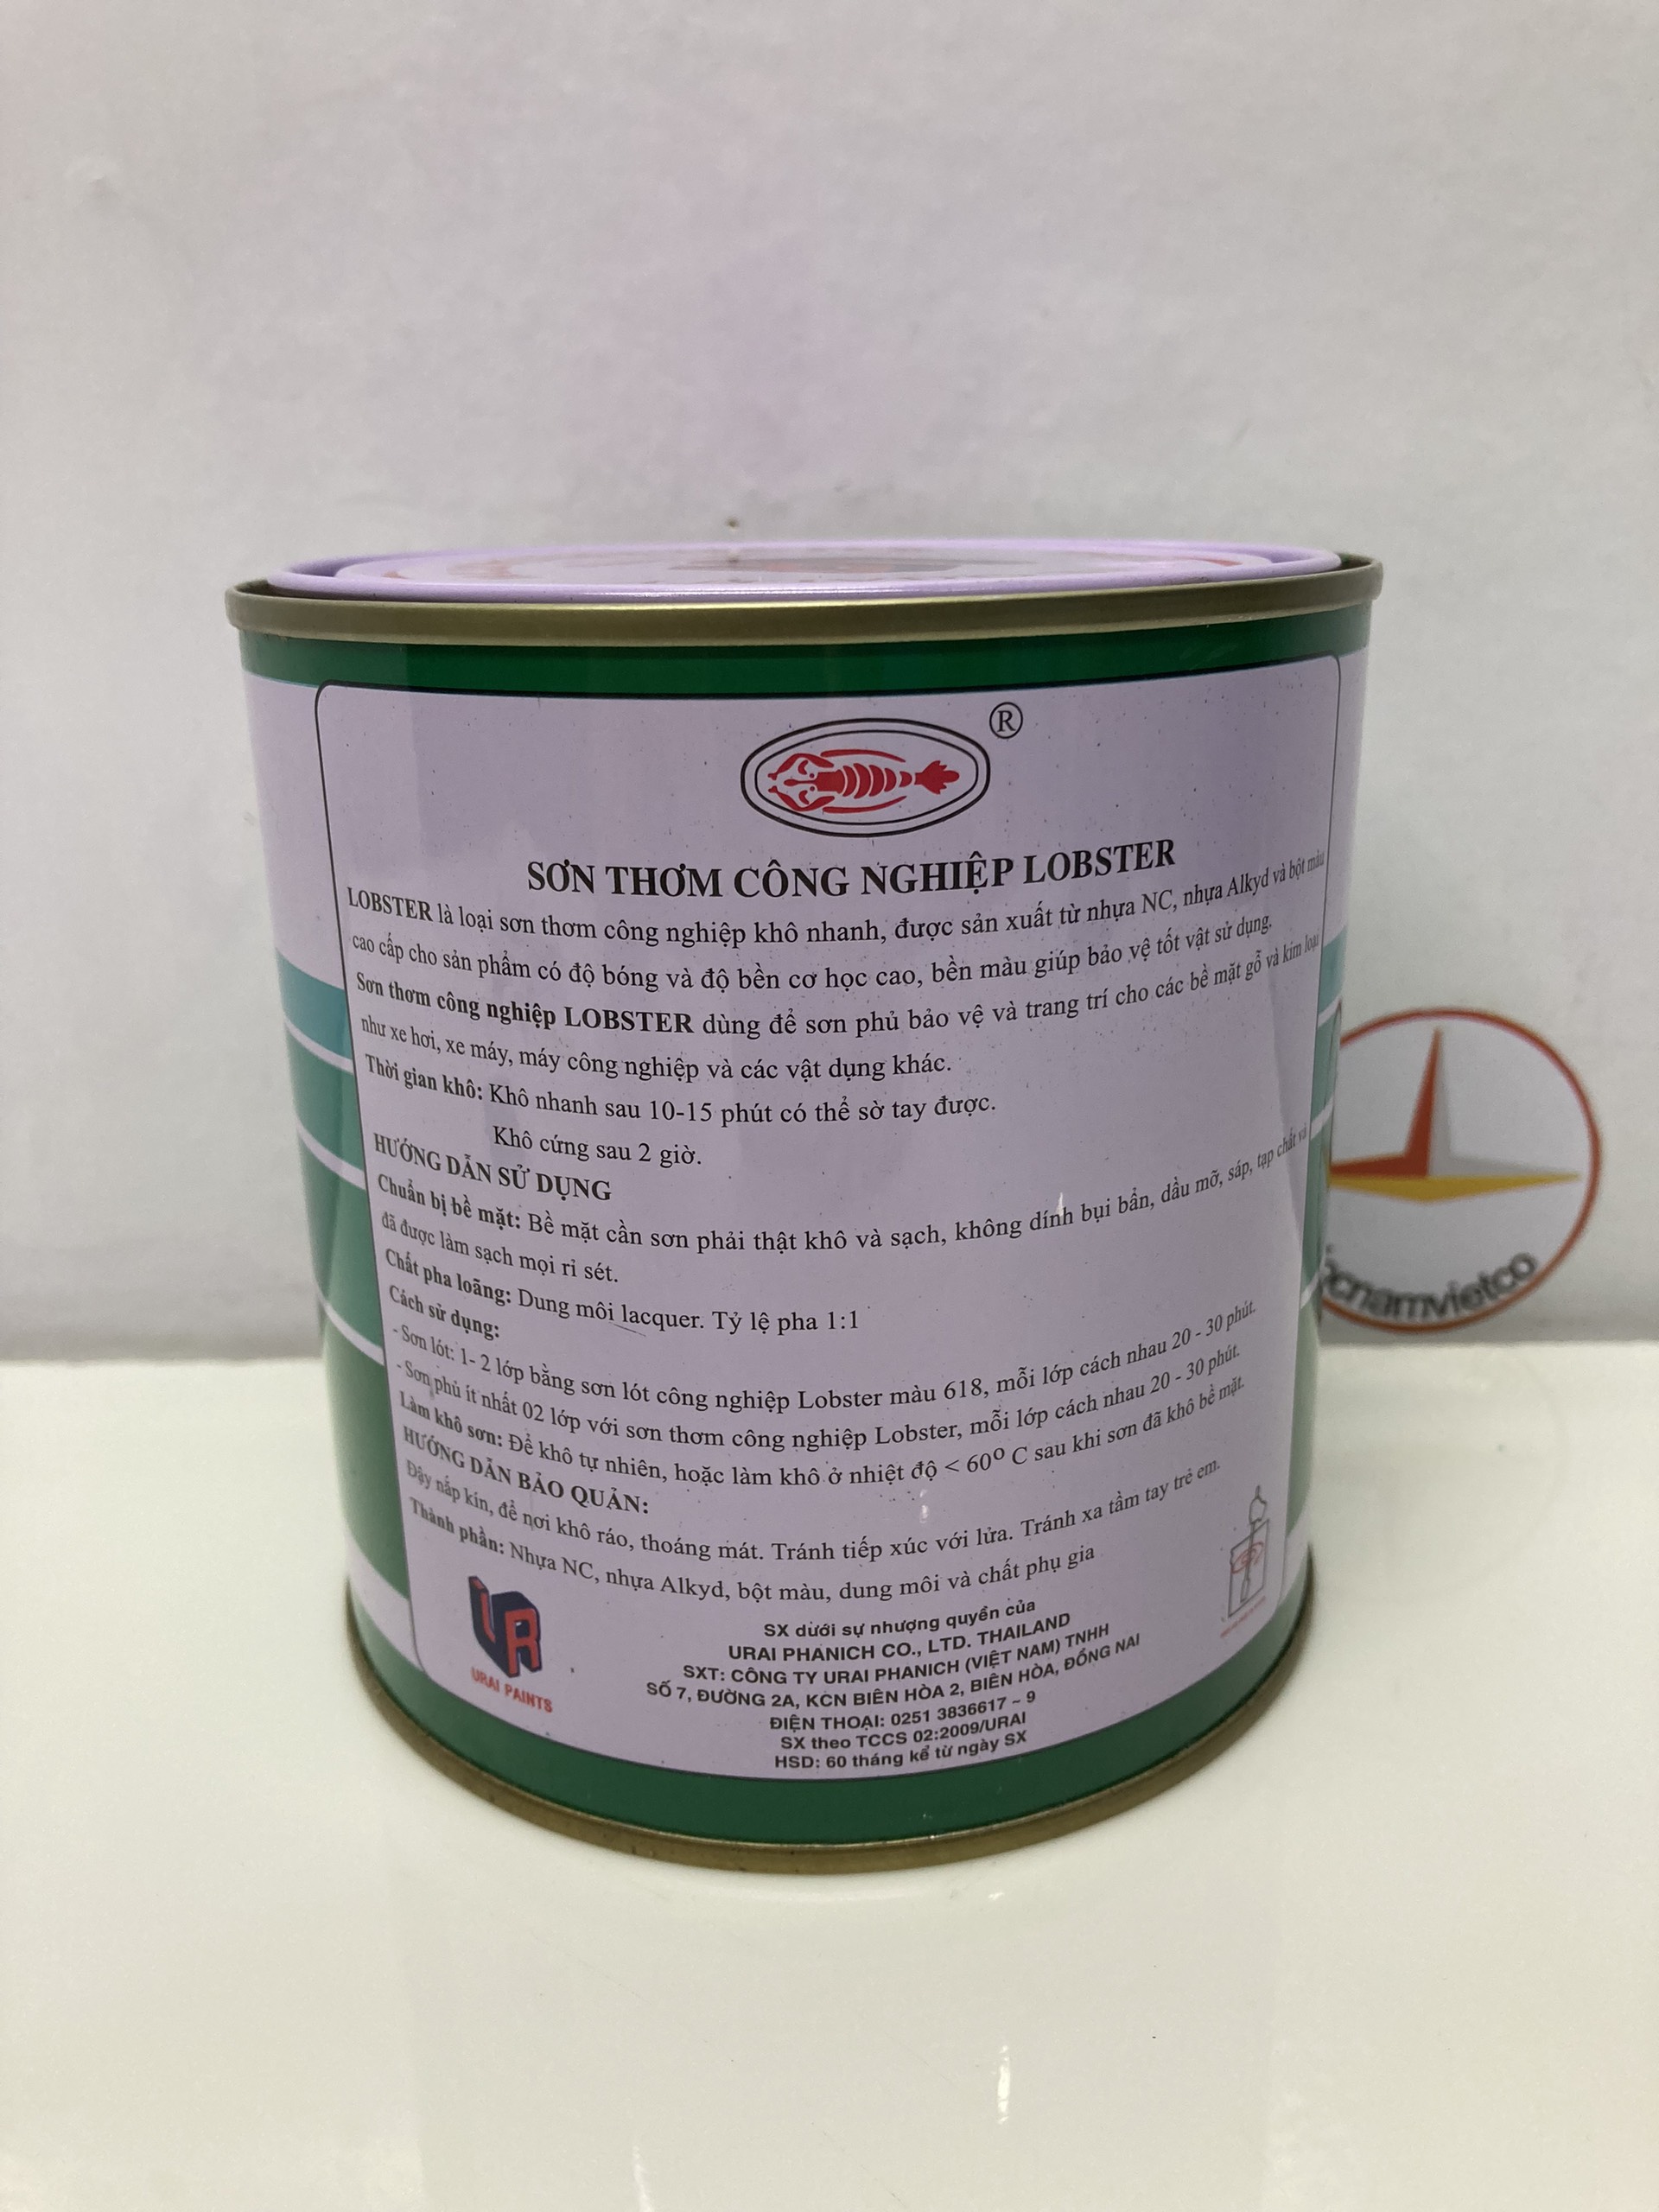 ®
SƠN THƠM CÔNG NGHIỆP LOBSTER
LOBSTER là loại sơn thơm công nghiệp khô nhanh, được sản xuất từ nhựa NC, nhựa Alkyd và bột màu
cao cấp cho sản phẩm có độ bóng và độ bền cơ học cao, bền màu giúp bảo vệ tốt vật sử dụng.
Sơn thơm công nghiệp LOBSTER dùng để sơn phủ bảo vệ và trang trí cho các bề mặt gỗ và kim loại
như xe hơi, xe máy, máy công nghiệp và các vật dụng khác.
Thời gian khô: Khô nhanh sau 10-15 phút có thể sờ tay được.
Khô cứng sau 2 giờ.
HƯỚNG DẪN SỬ DỤNG
Chuẩn bị bề mặt: Bề mặt cần sơn phải thật khô và sạch, không dính bụi bẩn, dầu mỡ, sáp, tạp chất và
đã được làm sạch mọi rỉ sét.
Chất pha loãng: Dung môi lacquer. Tỷ lệ pha 1:1
Cách sử dụng:
- Sơn lót: 1- 2 lớp bằng sơn lót công nghiệp Lobster màu 618, mỗi lớp cách nhau 20 - 30 phút.
- Sơn phủ ít nhất 02 lớp với sơn thơm công nghiệp Lobster, mỗi lớp cách nhau 20 - 30 phút.
Làm khô sơn: Để khô tự nhiên, hoặc làm khô ở nhiệt độ < 60⁰ C sau khi sơn đã khô bề mặt.
HƯỚNG DẪN BẢO QUẢN:
Đậy nắp kín, để nơi khô ráo, thoáng mát. Tránh tiếp xúc với lửa. Tránh xa tầm tay trẻ em.
Thành phần: Nhựa NC, nhựa Alkyd, bột màu, dung môi và chất phụ gia
UR
URAI PAINTS
SX dưới sự nhượng quyền của
URAI PHANICH CO., LTD. THAILAND
SXT: CÔNG TY URAI PHANICH (VIỆT NAM) TNHH
SỐ 7, ĐƯỜNG 2A, KCN BIÊN HÒA 2, BIÊN HÒA, ĐỒNG NAI
ĐIỆN THOẠI: 0251 3836617 ~ 9
SX theo TCCS 02:2009/URAI
HSD: 60 tháng kể từ ngày SX
cnamvietco